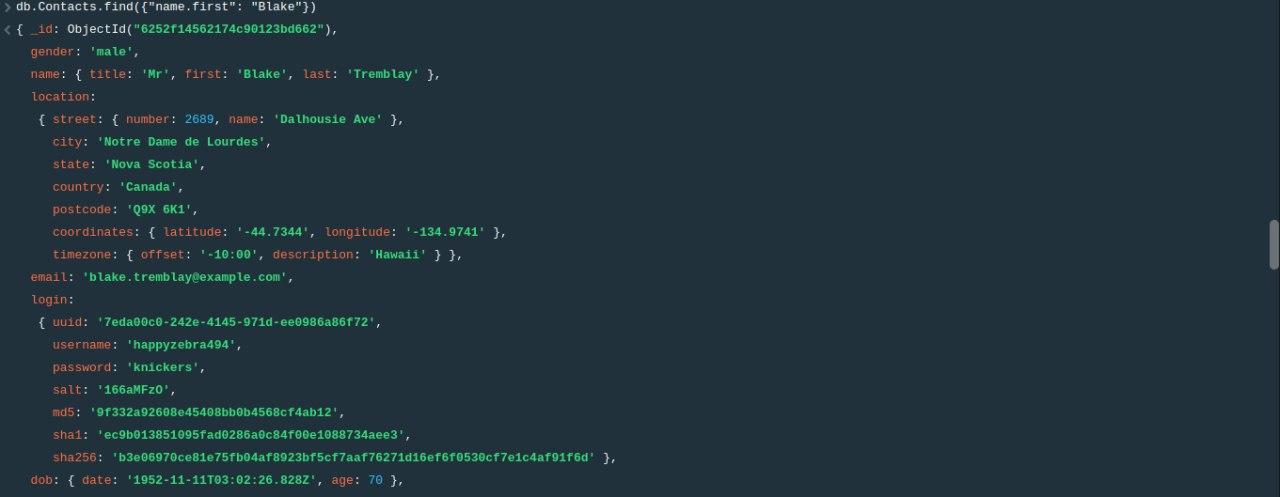 db.Contacts.find({"name.first": "Blake"})
{ _id: ObjectId("6252f14562174c90123bd662"),
gender: 'male',
name: { title: 'Mr', first: 'Blake', last: 'Tremblay' },
location:
{ street: { number: 2689, name: 'Dalhousie Ave' },
city: 'Notre Dame de Lourdes',
state: 'Nova Scotia',
country: 'Canada',
postcode: 'Q9X 6K1',
coordinates: { latitude: '-44.7344', longitude: '-134.9741' },
timezone: { offset: '-10:00', description: 'Hawaii' } },
email: 'blake.tremblay@example.com',
login:
{ uuid: '7eda00c0-242e-4145-971d-ee0986a86f72',
username: 'happyzebra494',
password: 'knickers',
salt: '166aMFzO',
md5: '9f332a92608e45408bb0b4568cf4ab12',
sha1: 'ec9b013851095fad0286a0c84f00e1088734aee3',
sha256: 'b3e06970ce81e75fb04af8923bf5cf7aaf76271d16ef6f0530cf7e1c4af91f6d' },
dob: { date: '1952-11-11T03:02:26.828Z', age: 70 },